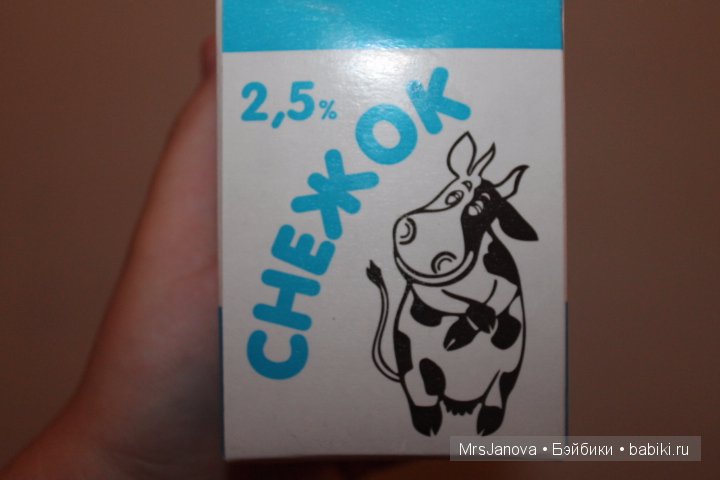 2,5%
СНЕЖОК
MrsJanova • Бэйбики • babiki.ru